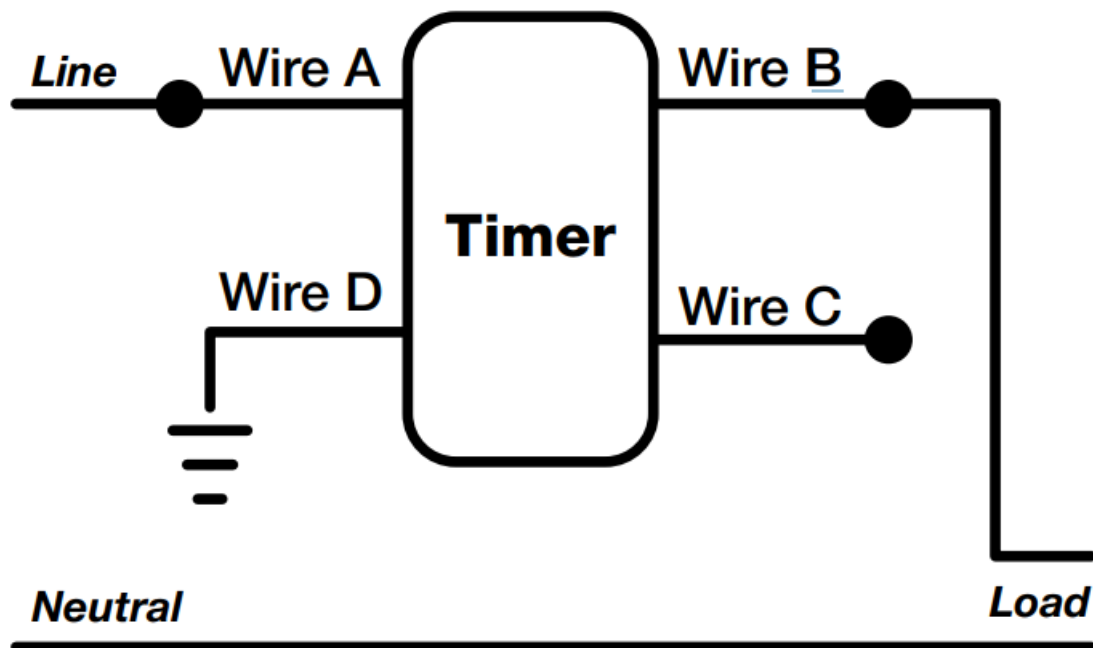 Line
Wire A
Wire B
Timer
Wire D
Wire C
Neutral
Load